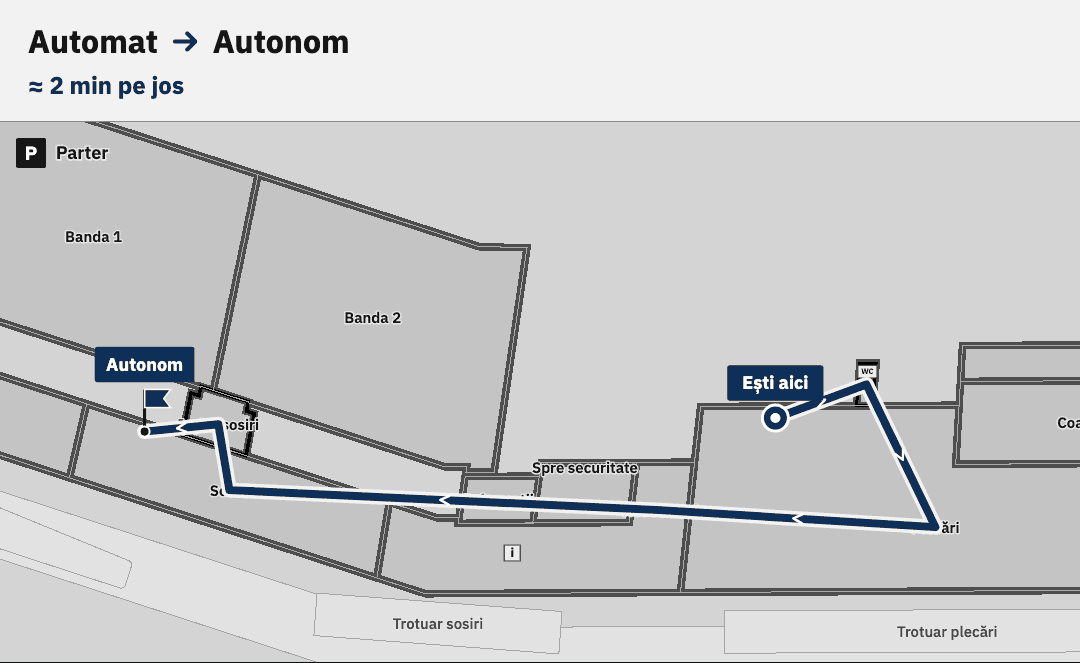 Automat → Autonom
≈ 2 min pe jos
P Parter
Banda 1
Banda 2
Autonom
Ești aici
wc
sosiri
Spre securitate
i
Trotuar sosiri
Trotuar plecări